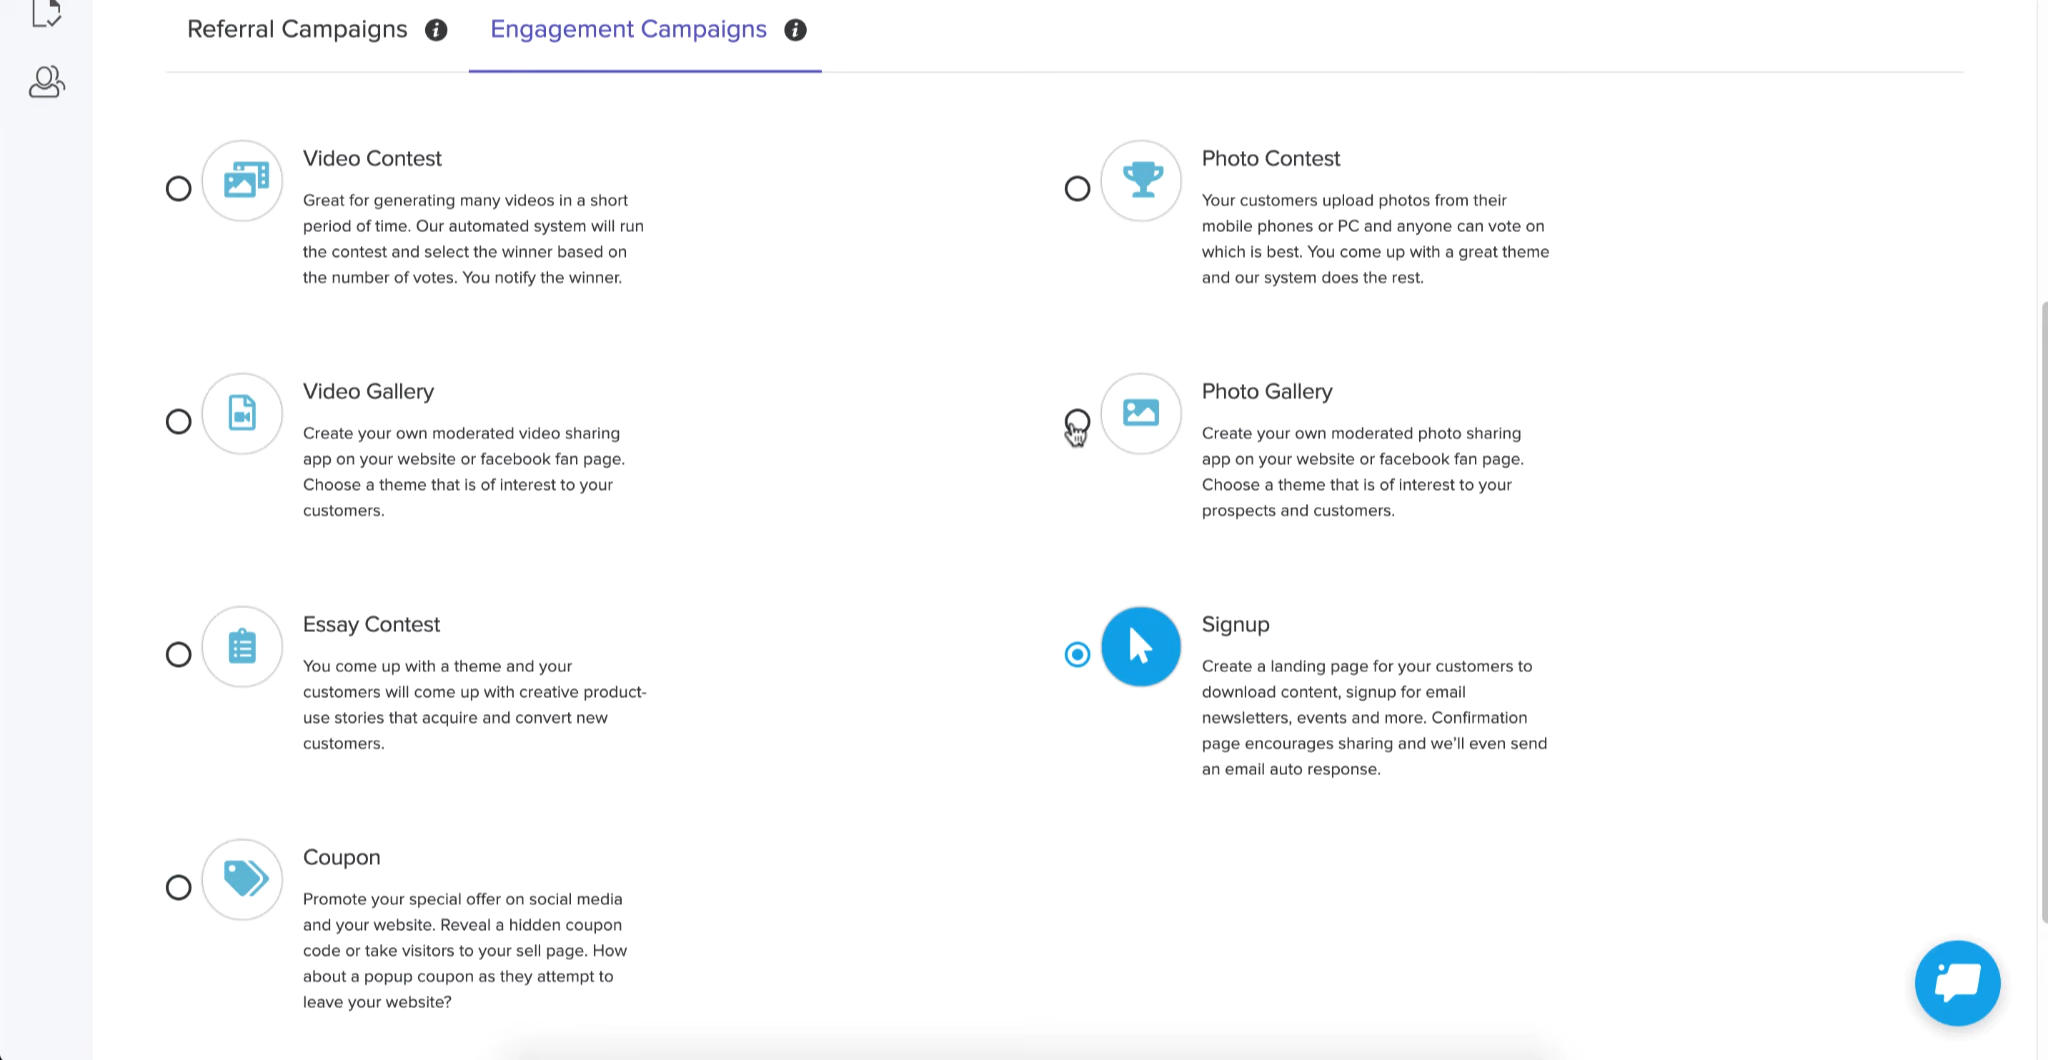 Referral Campaigns
Engagement Campaigns
Video Contest
Great for generating many videos in a short
period of time. Our automated system will run
the contest and select the winner based on
the number of votes. You notify the winner.
Photo Contest
Your customers upload photos from their
mobile phones or PC and anyone can vote on
which is best. You come up with a great theme
and our system does the rest.
Video Gallery
Create your own moderated video sharing
app on your website or facebook fan page.
Choose a theme that is of interest to your
customers.
Photo Gallery
Create your own moderated photo sharing
app on your website or facebook fan page.
Choose a theme that is of interest to your
prospects and customers.
Essay Contest
You come up with a theme and your
customers will come up with creative product-
use stories that acquire and convert new
customers.
Signup
Create a landing page for your customers to
download content, signup for email
newsletters, events and more. Confirmation
page encourages sharing and we'll even send
an email auto response.
Coupon
Promote your special offer on social media
and your website. Reveal a hidden coupon
code or take visitors to your sell page. How
about a popup coupon as they attempt to
leave your website?